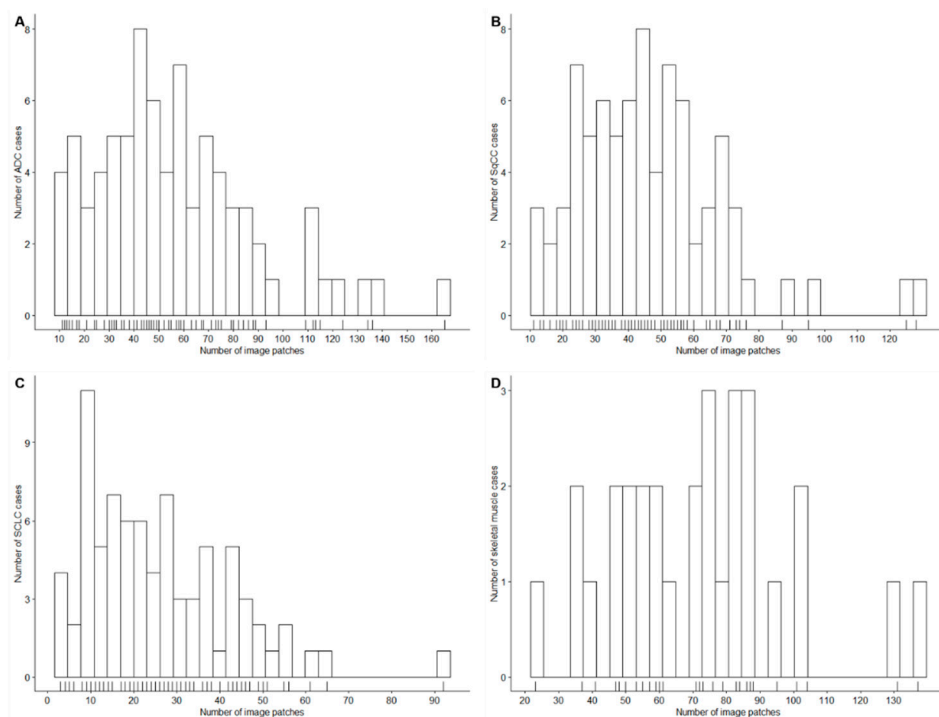 A
Number of ADC cases
8
6
4
2
0
10 20 30 40 50 60 70 80 90 100 110 120 130 140 150 160
Number of image patches
B
Number of SqCC cases
8
6
4
2
0
10 20 30 40 50 60 70 80 90 100 110 120
Number of image patches
C
Number of SCLC cases
9
6
3
0
0 10 20 30 40 50 60 70 80 90
Number of image patches
D
Number of skeletal muscle cases
3
2
1
0
20 30 40 50 60 70 80 90 100 110 120 130
Number of image patches